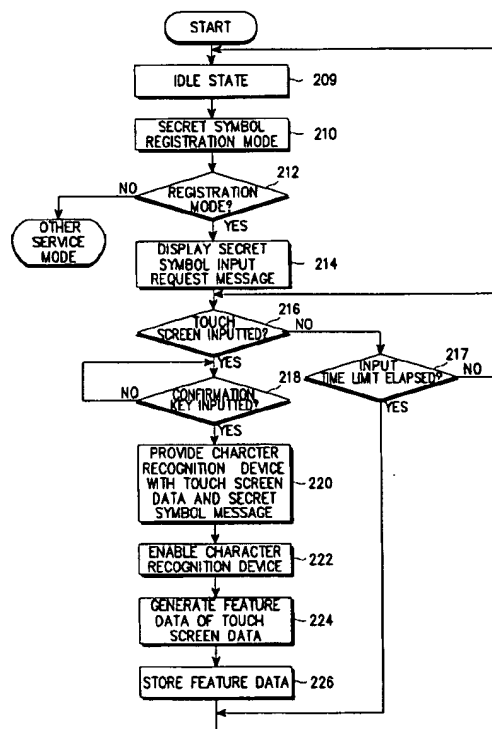 START
IDLE STATE
209
SECRET SYMBOL
REGISTRATION MODE
210
212
REGISTRATION
MODE?
NO
YES
OTHER
SERVICE
MODE
DISPLAY SECRET
SYMBOL INPUT
REQUEST MESSAGE
214
216
TOUCH
SCREEN INPUTTED?
NO
YES
217
INPUT
TIME LIMIT ELAPSED?
NO
YES
218
CONFIRMATION
KEY INPUTTED?
NO
YES
PROVIDE CHARCTER
RECOGNITION DEVICE
WITH TOUCH SCREEN
DATA AND SECRET
SYMBOL MESSAGE
220
ENABLE CHARACTER
RECOGNITION DEVICE
222
GENERATE FEATURE
DATA OF TOUCH
SCREEN DATA
224
STORE FEATURE DATA
226